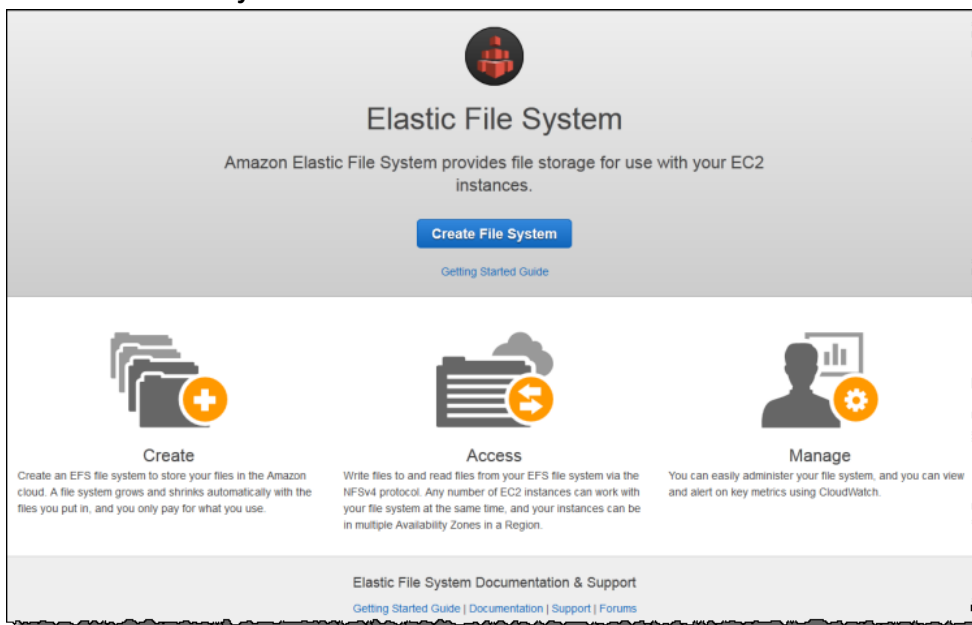 Elastic File System
Amazon Elastic File System provides file storage for use with your EC2
instances.
Create File System
Getting Started Guide
Create
Create an EFS file system to store your files in the Amazon
cloud. A file system grows and shrinks automatically with the
files you put in, and you only pay for what you use.
Access
Write files to and read files from your EFS file system via the
NFSv4 protocol. Any number of EC2 instances can work with
your file system at the same time, and your instances can be
in multiple Availability Zones in a Region.
Manage
You can easily administer your file system, and you can view
and alert on key metrics using CloudWatch.
Elastic File System Documentation & Support
Getting Started Guide | Documentation | Support | Forums